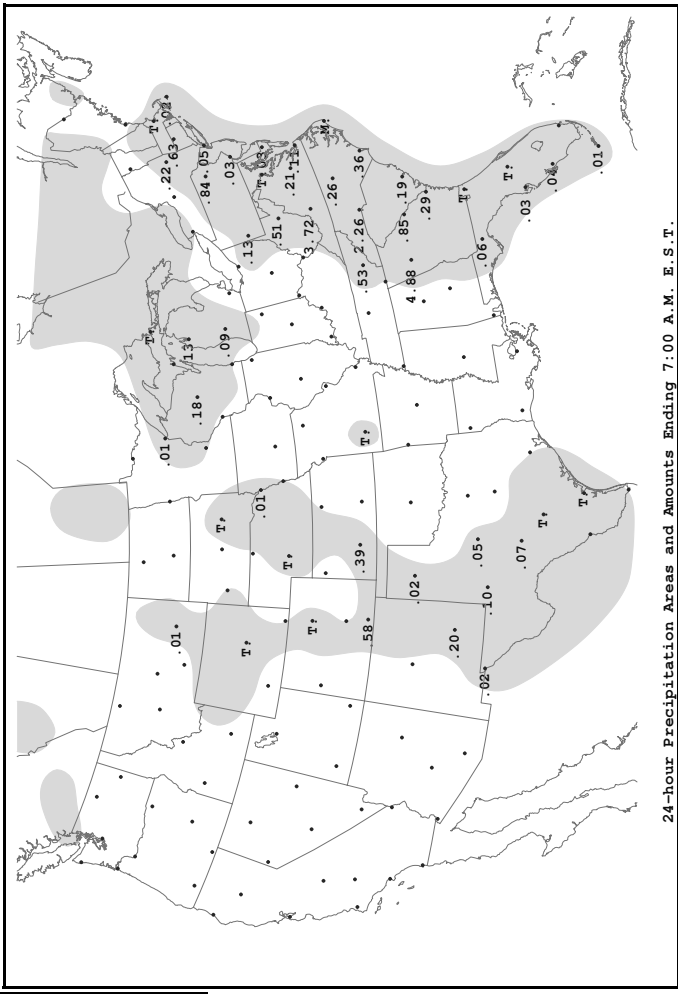 T.
T.
.01
.22
.02
.63
.01
.13
.18
.84
.05
T.
.09
.03
T.
.13
.01
T.
.03
.51
T.
.21
.11
3.72
T.
M.
.26
.39
2.26
.36
.53
T.
.58
.85
.19
4.88
.02
.29
.20
T.
.05
.06
.02
.10
T.
.07
.03
T.
T.
.01
24-hour Precipitation Areas and Amounts Ending 7:00 A.M. E.S.T.